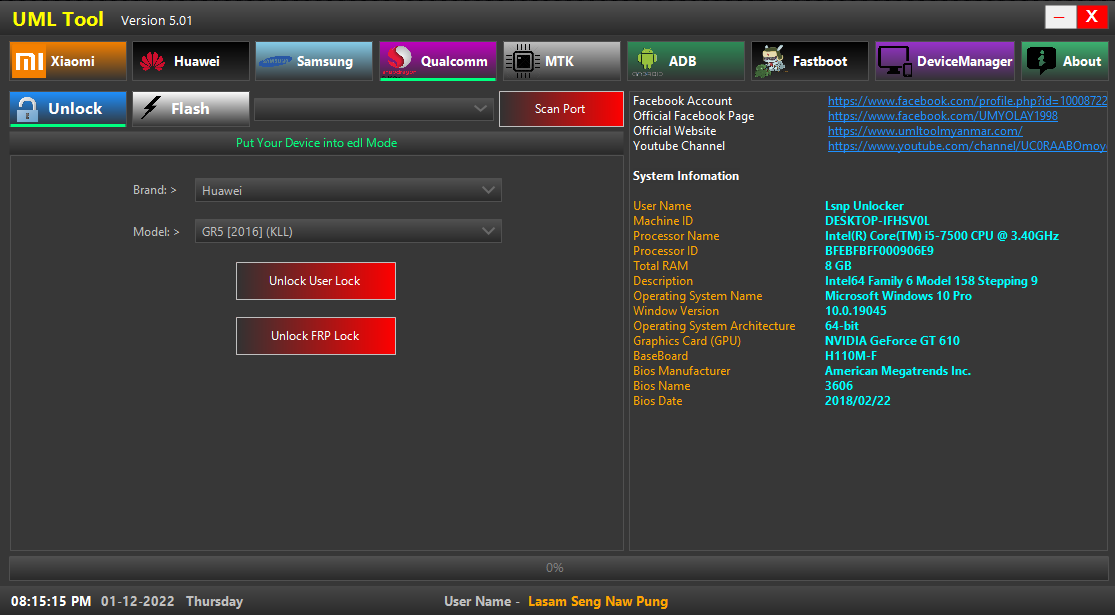 UML Tool Version 5.01
Xiaomi
Huawei
SAMSUNG Samsung
snapdragon Qualcomm
MTK
ANDROID ADB
Fastboot
DeviceManager
About
Unlock
Flash
Scan Port
Put Your Device into edl Mode
Brand: > Huawei
Model: > GR5 [2016] (KLL)
Unlock User Lock
Unlock FRP Lock
Facebook Account https://www.facebook.com/profile.php?id=10008722
Official Facebook Page https://www.facebook.com/UMYOLAY1998
Official Website https://www.umltoolmyanmar.com/
Youtube Channel https://www.youtube.com/channel/UC0RAABOmoy
System Infomation
User Name Lsnp Unlocker
Machine ID DESKTOP-IFHSV0L
Processor Name Intel(R) Core(TM) i5-7500 CPU @ 3.40GHz
Processor ID BFEBFBFF000906E9
Total RAM 8 GB
Description Intel64 Family 6 Model 158 Stepping 9
Operating System Name Microsoft Windows 10 Pro
Window Version 10.0.19045
Operating System Architecture 64-bit
Graphics Card (GPU) NVIDIA GeForce GT 610
BaseBoard H110M-F
Bios Manufacturer American Megatrends Inc.
Bios Name 3606
Bios Date 2018/02/22
0%
08:15:15 PM 01-12-2022 Thursday
User Name - Lasam Seng Naw Pung